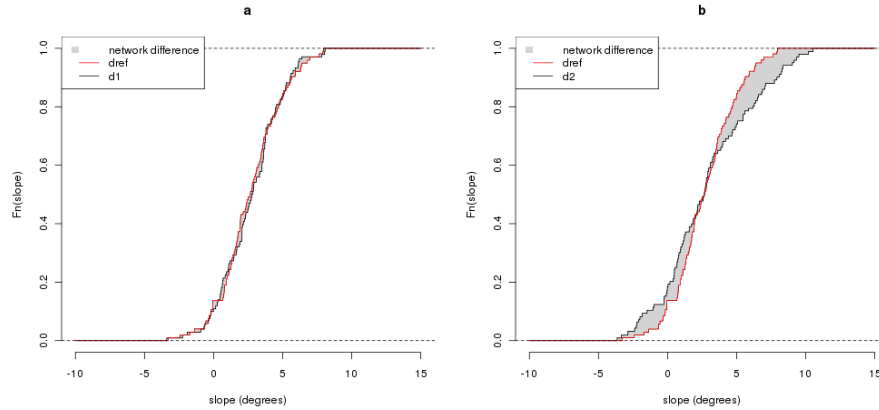 a
network difference
dref
d1
Fn(slope)
0.0 0.2 0.4 0.6 0.8 1.0
-10 -5 0 5 10 15
slope (degrees)
b
network difference
dref
d2
Fn(slope)
0.0 0.2 0.4 0.6 0.8 1.0
-10 -5 0 5 10 15
slope (degrees)